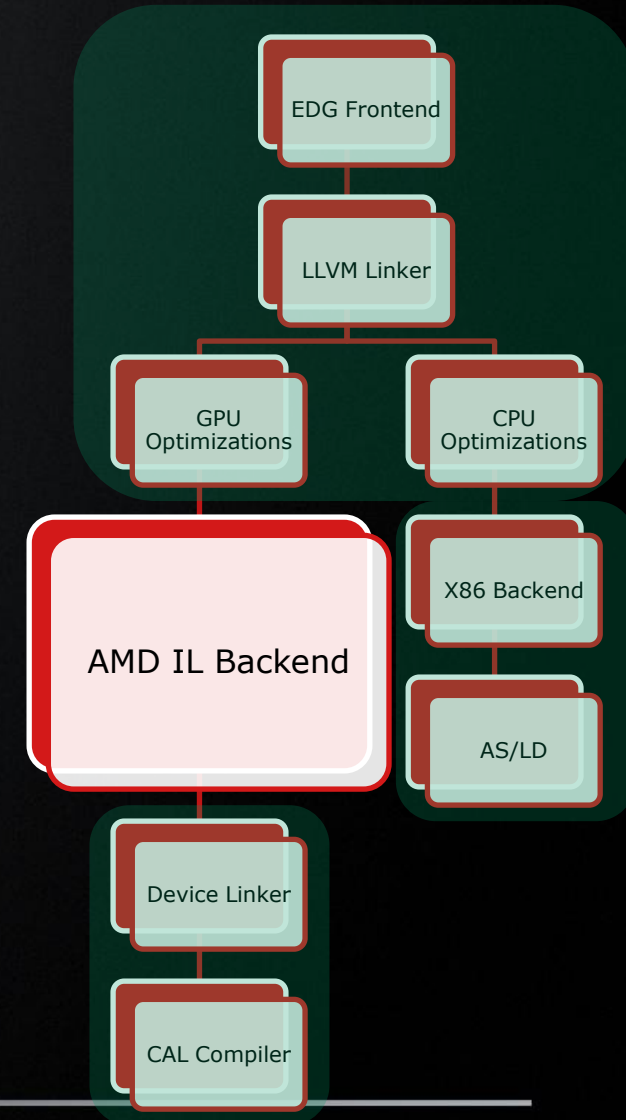 EDG Frontend
LLVM Linker
GPU
Optimizations
CPU
Optimizations
AMD IL Backend
X86 Backend
AS/LD
Device Linker
CAL Compiler